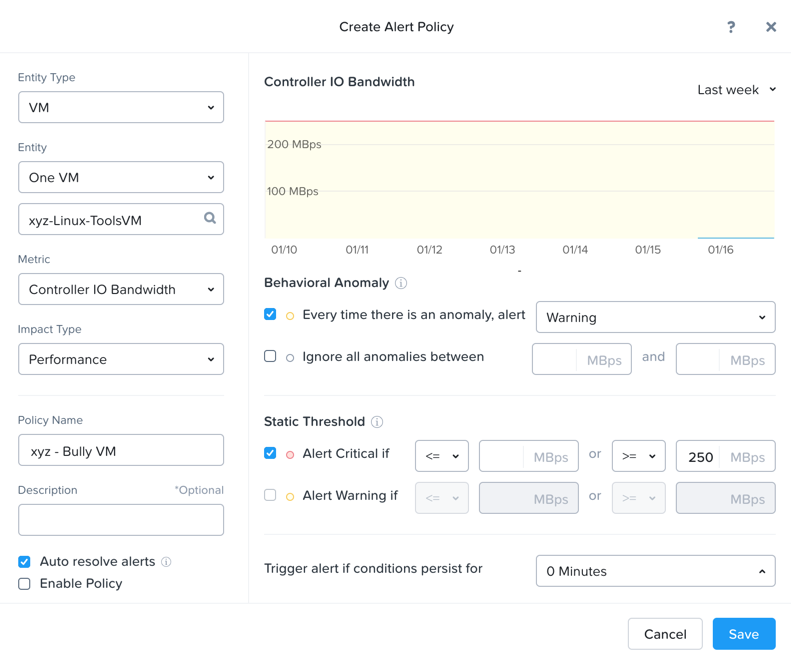 Create Alert Policy ? ×
Entity Type
VM
Entity
One VM
xyz-Linux-ToolsVM
Metric
Controller IO Bandwidth
Impact Type
Performance
Policy Name
xyz - Bully VM
Description *Optional
Auto resolve alerts
Enable Policy
Controller IO Bandwidth
Last week
200 MBps
100 MBps
01/10 01/11 01/12 01/13 01/14 01/15 01/16
-
Behavioral Anomaly
Every time there is an anomaly, alert Warning
Ignore all anomalies between MBps and MBps
Static Threshold
Alert Critical if <= MBps or >= 250 MBps
Alert Warning if <= MBps or >= MBps
Trigger alert if conditions persist for 0 Minutes
Cancel Save